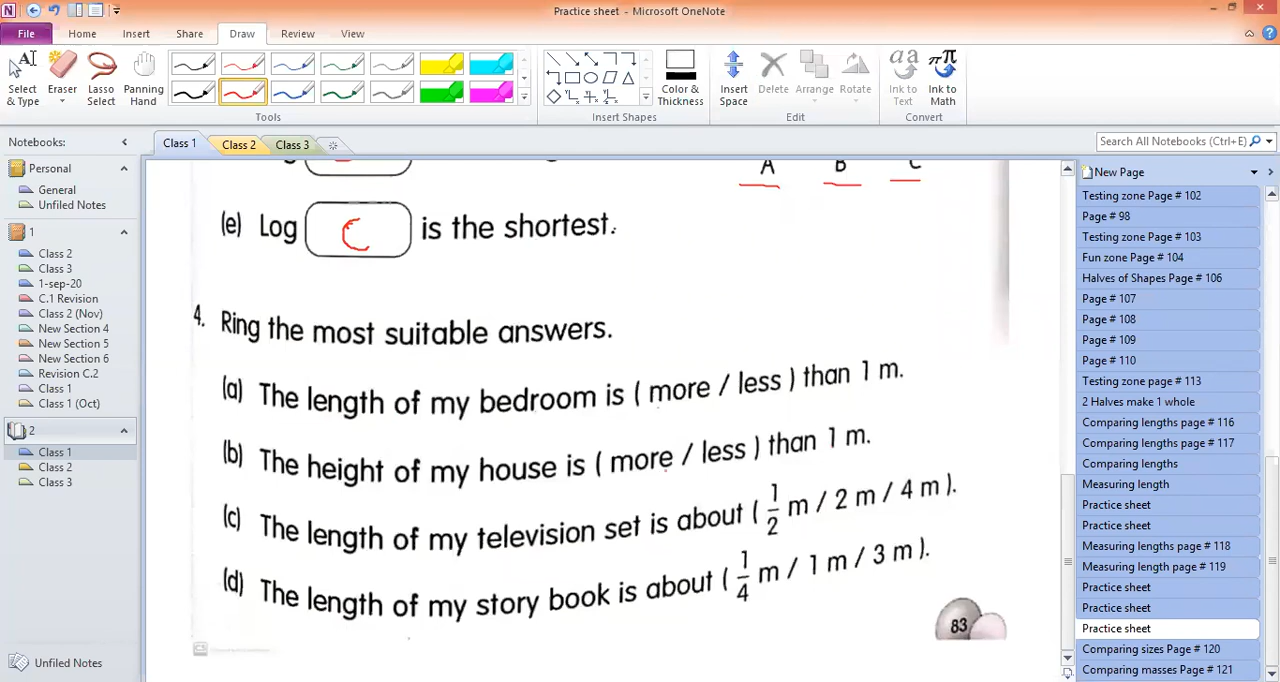 Practice sheet - Microsoft OneNote
File
Home
Insert
Share
Draw
Review
View
Select & Type
Eraser
Lasso Select
Panning Hand
Color & Thickness
Insert Space
Delete
Arrange
Rotate
Ink to Text
Ink to Math
Tools
Insert Shapes
Edit
Convert
Notebooks:
Class 1
Class 2
Class 3
Search All Notebooks (Ctrl+E)
Personal
General
Unfiled Notes
1
Class 2
Class 3
1-sep-20
C.1 Revision
Class 2 (Nov)
New Section 4
New Section 5
New Section 6
Revision C.2
Class 1
Class 1 (Oct)
2
Class 1
Class 2
Class 3
Unfiled Notes
A B C
(e) Log C is the shortest.
4. Ring the most suitable answers.
(a) The length of my bedroom is ( more / less ) than 1 m.
(b) The height of my house is ( more / less ) than 1 m.
(c) The length of my television set is about ( 1/2 m / 2 m / 4 m ).
(d) The length of my story book is about ( 1/4 m / 1 m / 3 m ).
83
New Page
Testing zone Page # 102
Page # 98
Testing zone Page # 103
Fun zone Page # 104
Halves of Shapes Page # 106
Page # 107
Page # 108
Page # 109
Page # 110
Testing zone page # 113
2 Halves make 1 whole
Comparing lengths page # 116
Comparing lengths page # 117
Comparing lengths
Measuring length
Practice sheet
Practice sheet
Measuring lengths page # 118
Measuring length page # 119
Practice sheet
Practice sheet
Practice sheet
Comparing sizes Page # 120
Comparing masses Page # 121